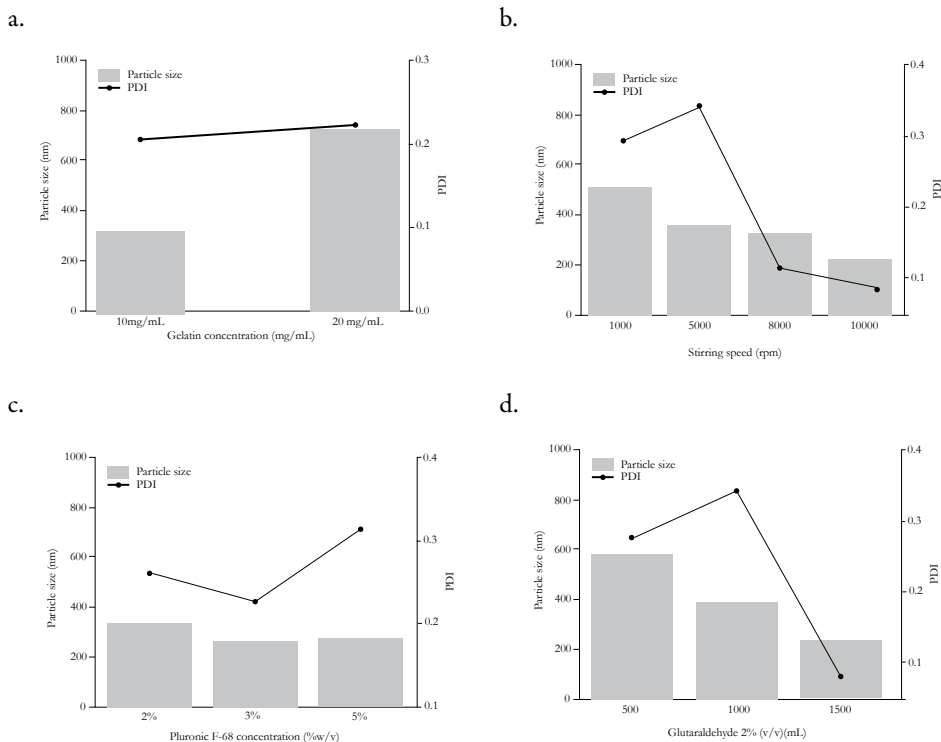 a.
1000
800
600
400
200
0
Particle size (nm)
Particle size
PDI
0.3
0.2
0.1
0.0
PDI
10mg/mL
20 mg/mL
Gelatin concentration (mg/mL)
b.
1000
800
600
400
200
0
Particle size (nm)
Particle size
PDI
0.4
0.3
0.2
0.1
PDI
1000
5000
8000
10000
Stirring speed (rpm)
c.
1000
800
600
400
200
0
Particle size (nm)
Particle size
PDI
0.4
0.3
0.2
0.1
PDI
2%
3%
5%
Pluronic F-68 concentration (%w/v)
d.
1000
800
600
400
200
0
Particle size (nm)
Particle size
PDI
0.4
0.3
0.2
0.1
PDI
500
1000
1500
Glutaraldehyde 2% (v/v)(mL)